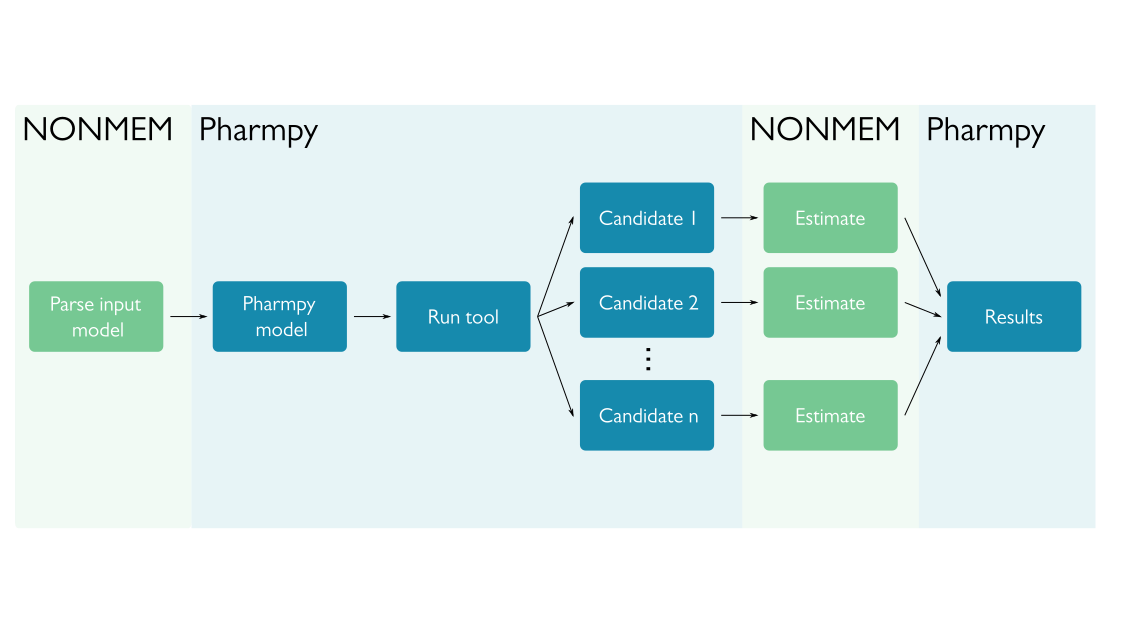 NONMEM
Pharmpy
NONMEM
Pharmpy
Parse input
model
Pharmpy
model
Run tool
Candidate 1
Candidate 2
Candidate n
Estimate
Estimate
Estimate
Results